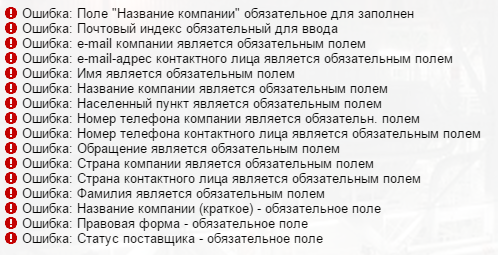 Ошибка: Поле "Название компании" обязательное для заполнен
Ошибка: Почтовый индекс обязательный для ввода
Ошибка: e-mail компании является обязательным полем
Ошибка: e-mail-адрес контактного лица является обязательным полем
Ошибка: Имя является обязательным полем
Ошибка: Название компании является обязательным полем
Ошибка: Населенный пункт является обязательным полем
Ошибка: Номер телефона компании является обязательн. полем
Ошибка: Номер телефона контактного лица является обязательным полем
Ошибка: Обращение является обязательным полем
Ошибка: Страна компании является обязательным полем
Ошибка: Страна контактного лица является обязательным полем
Ошибка: Фамилия является обязательным полем
Ошибка: Название компании (краткое) - обязательное поле
Ошибка: Правовая форма - обязательное поле
Ошибка: Статус поставщика - обязательное поле